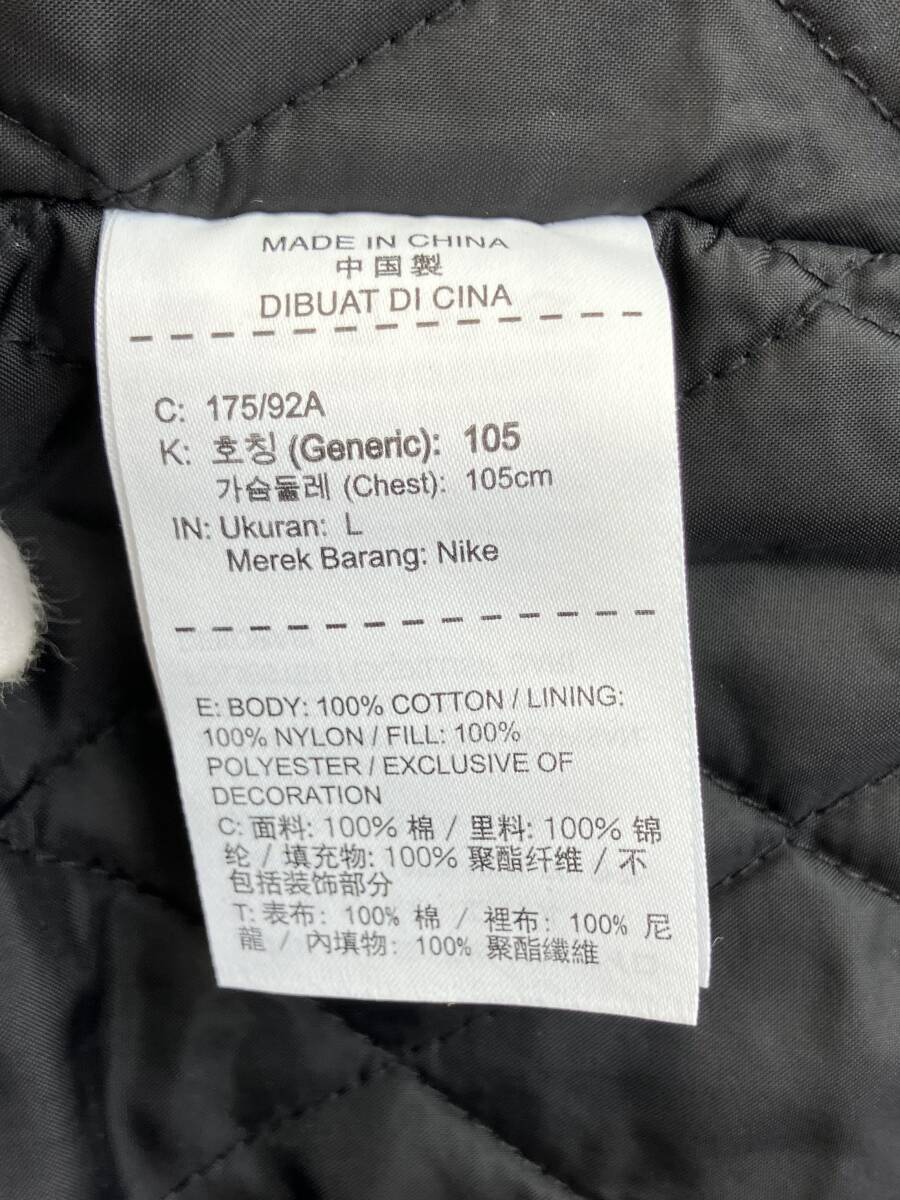 MADE IN CHINA
中国製
DIBUAT DI CINA
C: 175/92A
K: 호칭 (Generic): 105
가슴둘레 (Chest): 105cm
IN: Ukuran: L
Merek Barang: Nike
E: BODY: 100% COTTON / LINING:
100% NYLON / FILL: 100%
POLYESTER / EXCLUSIVE OF
DECORATION
C: 面料: 100% 棉 / 里料: 100% 锦
纶 / 填充物: 100% 聚酯纤维 / 不
包括装饰部分
T: 表布: 100% 棉 / 裡布: 100% 尼
龍 / 內填物: 100% 聚酯纖維